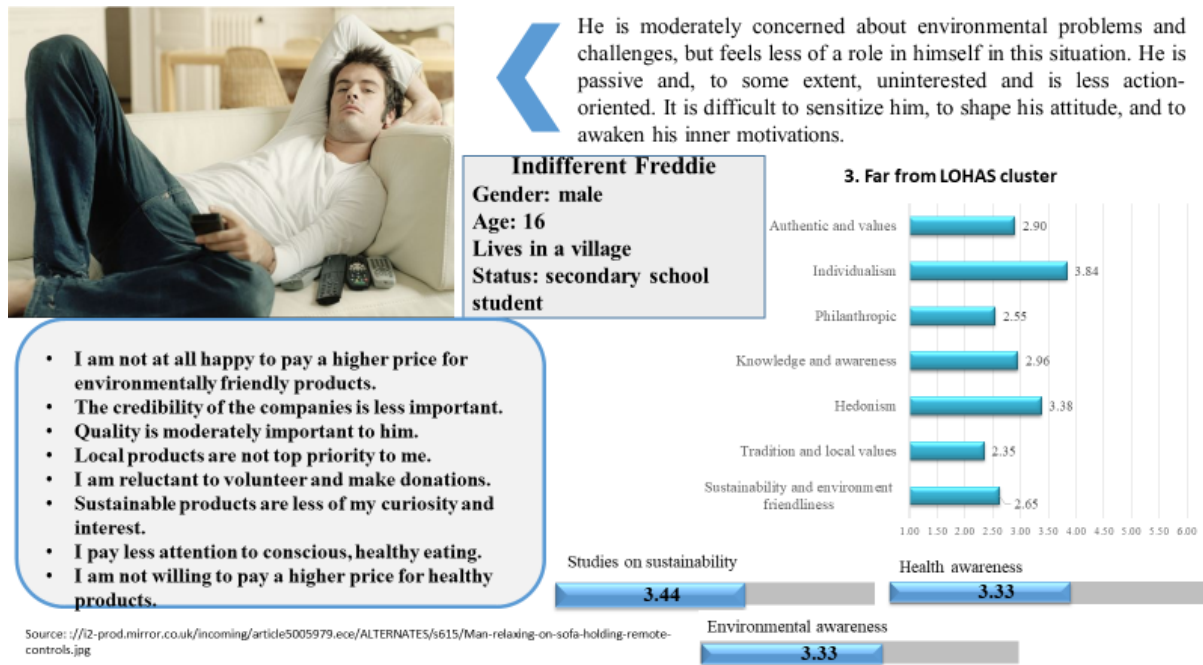 He is moderately concerned about environmental problems and
challenges, but feels less of a role in himself in this situation. He is
passive and, to some extent, uninterested and is less action-
oriented. It is difficult to sensitize him, to shape his attitude, and to
awaken his inner motivations.
Indifferent Freddie
Gender: male
Age: 16
Lives in a village
Status: secondary school
student
3. Far from LOHAS cluster
Authentic and values 2.90
Individualism 3.84
Philanthropic 2.55
Knowledge and awareness 2.96
Hedonism 3.38
Tradition and local values 2.35
Sustainability and environment
friendliness 2.65
1.00 1.50 2.00 2.50 3.00 3.50 4.00 4.50 5.00 5.50 6.00
• I am not at all happy to pay a higher price for
environmentally friendly products.
• The credibility of the companies is less important.
• Quality is moderately important to him.
• Local products are not top priority to me.
• I am reluctant to volunteer and make donations.
• Sustainable products are less of my curiosity and
interest.
• I pay less attention to conscious, healthy eating.
• I am not willing to pay a higher price for healthy
products.
Studies on sustainability
3.44
Health awareness
3.33
Environmental awareness
3.33
Source: ://i2-prod.mirror.co.uk/incoming/article5005979.ece/ALTERNATES/s615/Man-relaxing-on-sofa-holding-remote-
controls.jpg